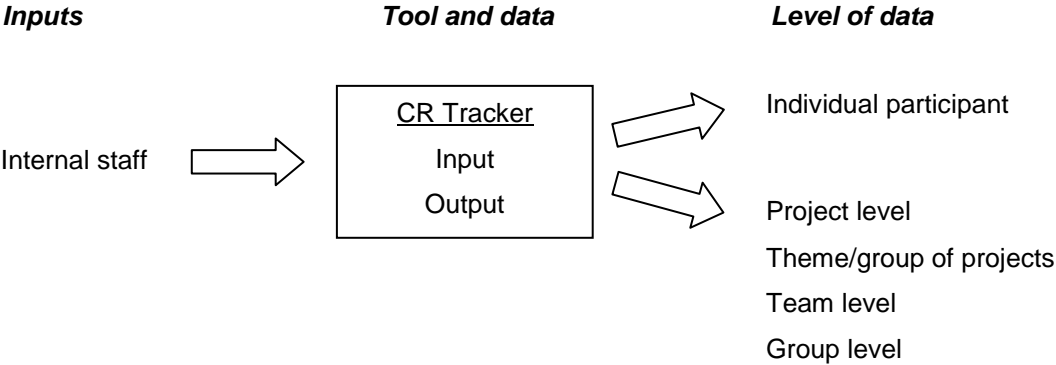 Inputs
Tool and data
Level of data
Internal staff
CR Tracker
Input
Output
Individual participant
Project level
Theme/group of projects
Team level
Group level